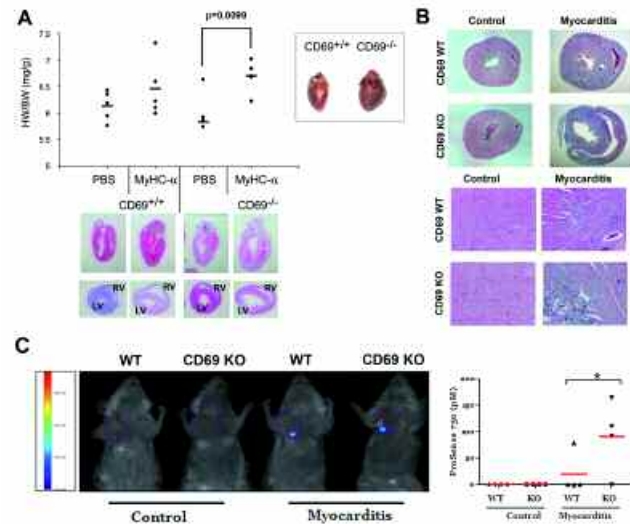 A
p=0.0099
HW/BW (mg/g)
7.5
7
6.5
6
5.5
5
PBS
MyHC-α
PBS
MyHC-α
CD69+/+
CD69-/-
CD69+/+ CD69-/-
RV
LV
RV
LV
RV
LV
RV
LV
B
Control
Myocarditis
CD69 WT
CD69 KO
Control
Myocarditis
CD69 WT
CD69 KO
C
WT
CD69 KO
WT
CD69 KO
Control
Myocarditis
ProSense 750 (pM)
*
0
WT
KO
WT
KO
Control
Myocarditis